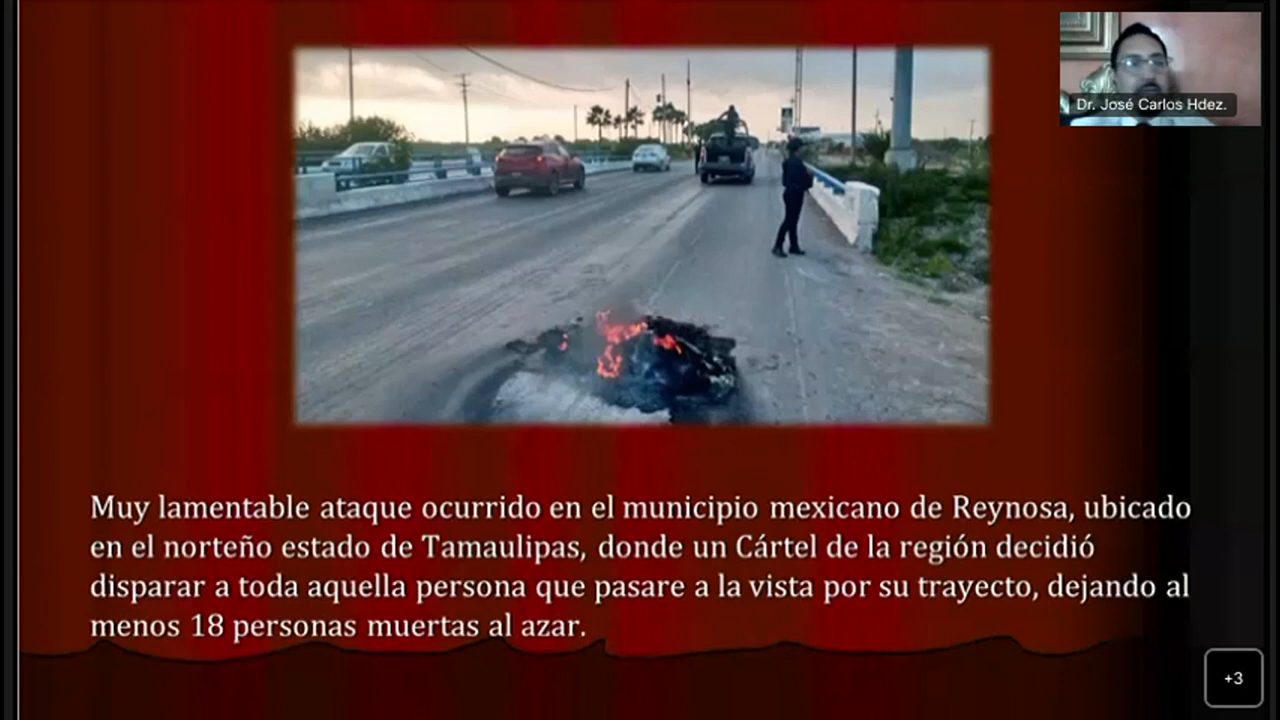 Dr. José Carlos Hdez.
Muy lamentable ataque ocurrido en el municipio mexicano de Reynosa, ubicado
en el norteño estado de Tamaulipas, donde un Cártel de la región decidió
disparar a toda aquella persona que pasare a la vista por su trayecto, dejando al
menos 18 personas muertas al azar.
+3